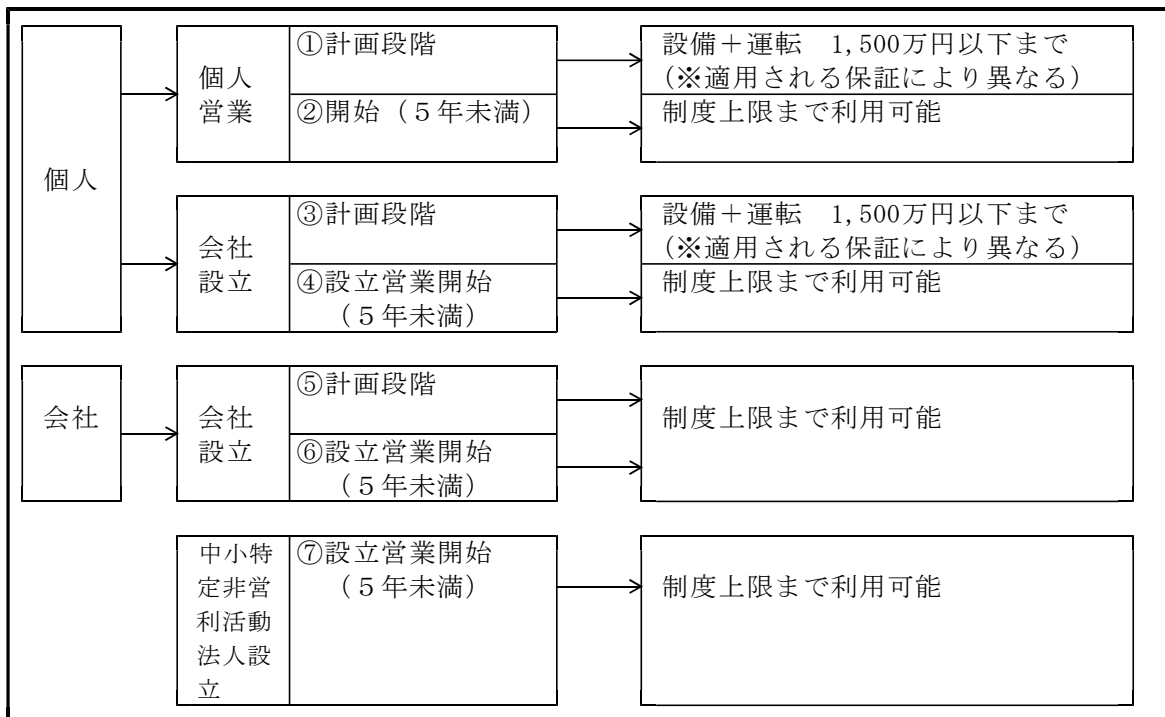 個人
個人
営業
①計画段階
設備＋運転　1,500万円以下まで
(※適用される保証により異なる)
②開始（５年未満）
制度上限まで利用可能
会社
設立
③計画段階
設備＋運転　1,500万円以下まで
(※適用される保証により異なる)
④設立営業開始
（５年未満）
制度上限まで利用可能
会社
会社
設立
⑤計画段階
⑥設立営業開始
（５年未満）
制度上限まで利用可能
中小特
定非営
利活動
法人設
立
⑦設立営業開始
（５年未満）
制度上限まで利用可能